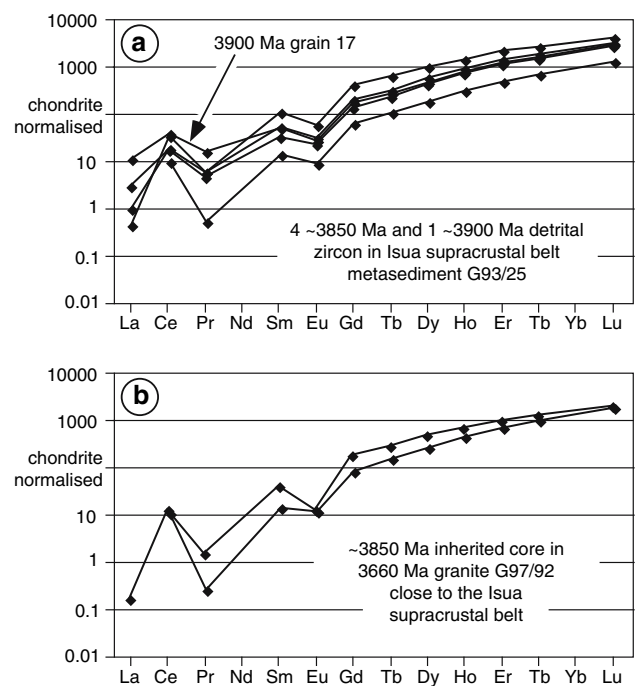 10000
a
3900 Ma grain 17
1000
chondrite
normalised
10
1
4 ~3850 Ma and 1 ~3900 Ma detrital
zircon in Isua supracrustal belt
metasediment G93/25
0.1
0.01
La Ce Pr Nd Sm Eu Gd Tb Dy Ho Er Tb Yb Lu
10000
b
1000
chondrite
normalised
10
~3850 Ma inherited core in
3660 Ma granite G97/92
close to the Isua
supracrustal belt
1
0.1
0.01
La Ce Pr Nd Sm Eu Gd Tb Dy Ho Er Tb Yb Lu